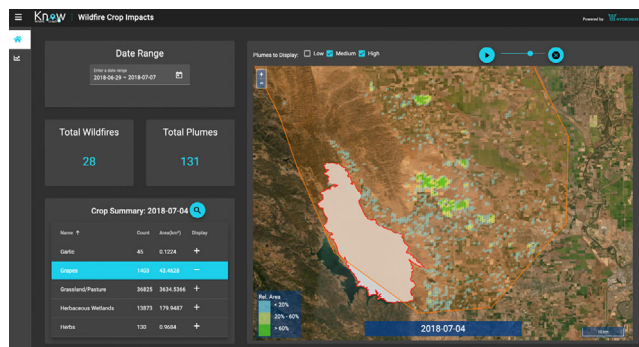 Know
Wildfire Crop Impacts
Powered by:
Date Range
Enter a date range
2018-06-29 ~ 2018-07-07
Plumes to Display:
Low
Medium
High
Total Wildfires
28
Total Plumes
131
Crop Summary: 2018-07-04
Name ↑ Count Area(km²) Display
Garlic 45 0.1224 +
Grapes 1403 43.4628 −
Grassland/Pasture 36825 3634.5366 +
Herbaceous Wetlands 13873 179.9487 +
Herbs 130 0.9684 +
+
−
Rel. Area
< 20%
20% - 60%
> 60%
2018-07-04
10 km